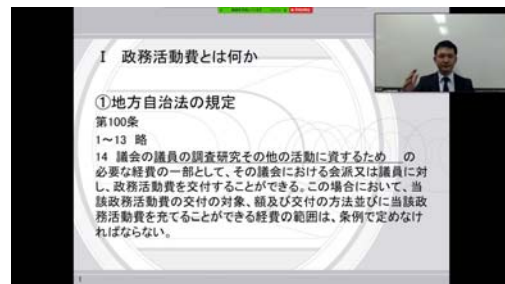 Ⅰ 政務活動費とは何か
①地方自治法の規定
第100条
1～13 略
14 議会の議員の調査研究その他の活動に資するため の
必要な経費の一部として、その議会における会派又は議員に対
し、政務活動費を交付することができる。この場合において、当
該政務活動費の交付の対象、額及び交付の方法並びに当該政
務活動費を充てることができる経費の範囲は、条例で定めなけ
ればならない。
1